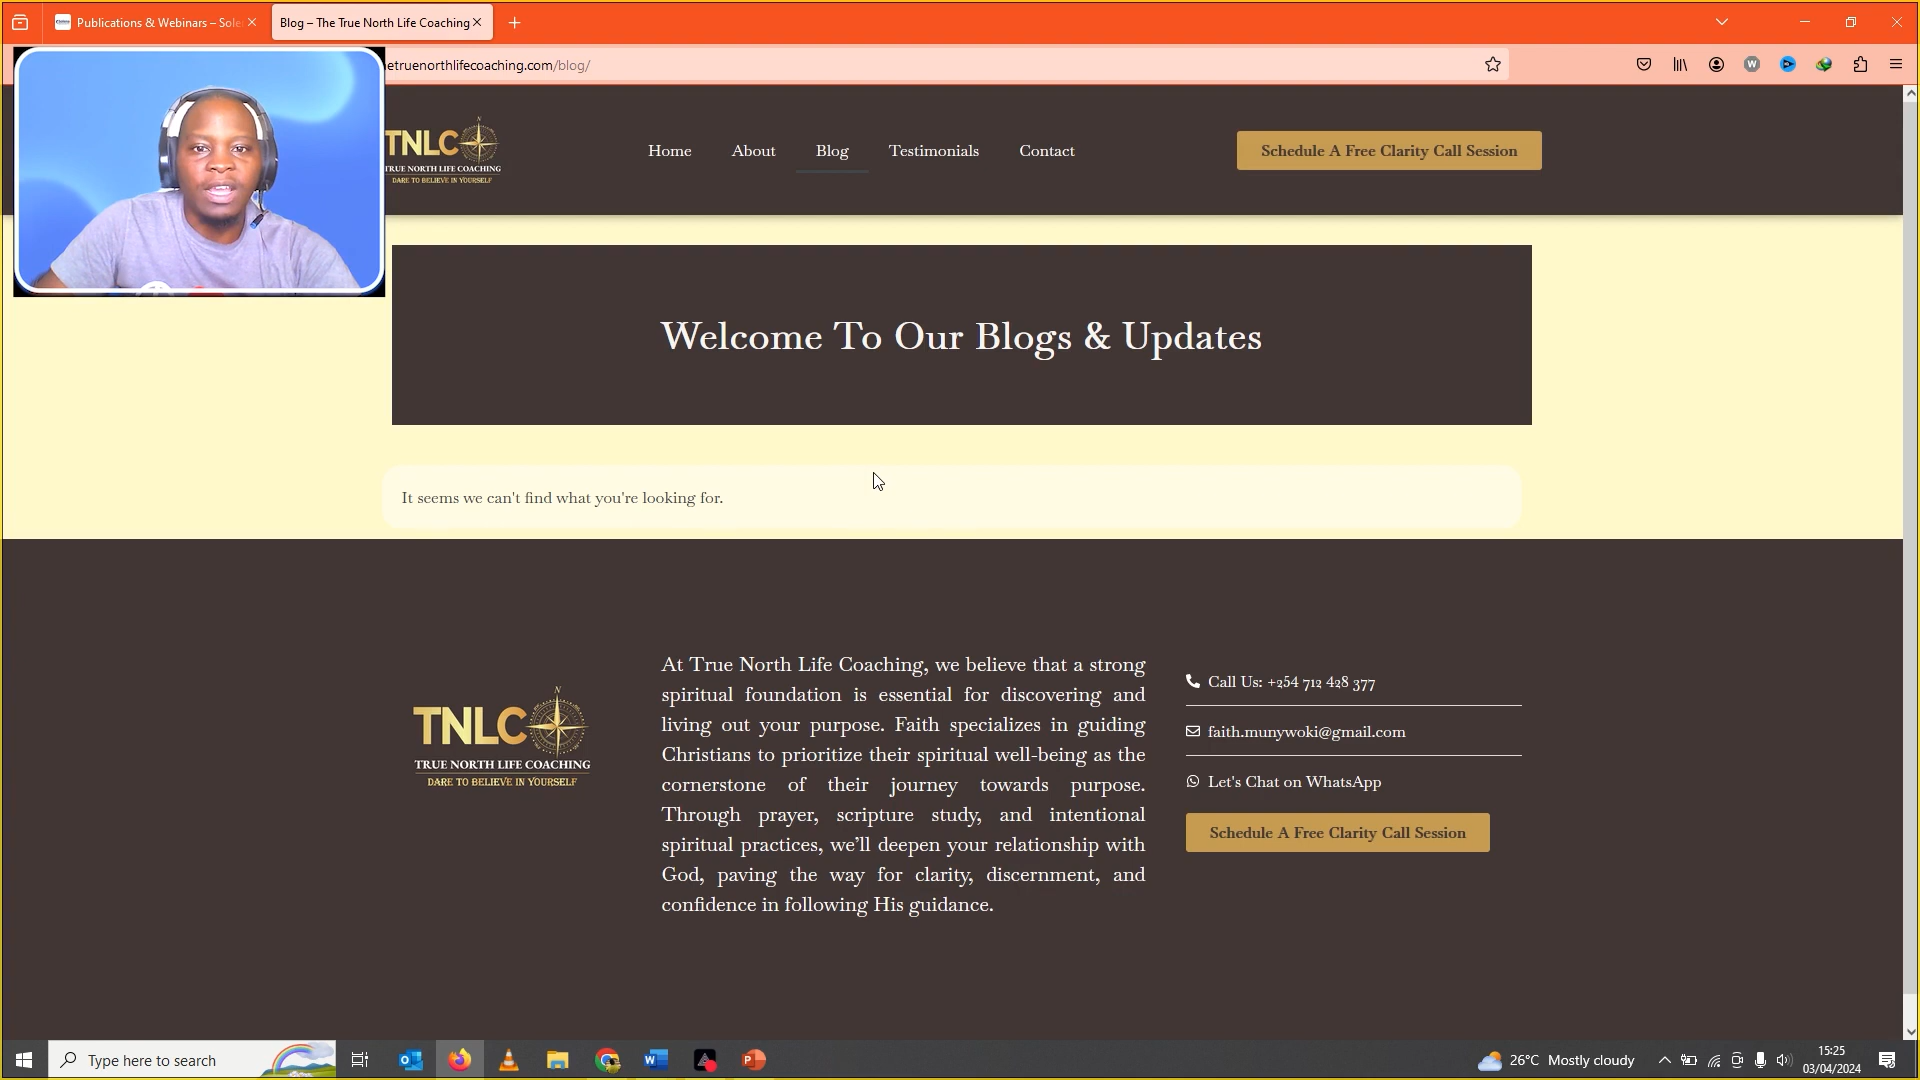 Publications & Webinars – Sole
Blog – The True North Life Coaching
etruenorthlifecoaching.com/blog/
W
N
TNLC
TRUE NORTH LIFE COACHING
DARE TO BELIEVE IN YOURSELF
Home
About
Blog
Testimonials
Contact
Schedule A Free Clarity Call Session
Welcome To Our Blogs & Updates
It seems we can't find what you're looking for.
N
TNLC
TRUE NORTH LIFE COACHING
DARE TO BELIEVE IN YOURSELF
At True North Life Coaching, we believe that a strong
spiritual foundation is essential for discovering and
living out your purpose. Faith specializes in guiding
Christians to prioritize their spiritual well-being as the
cornerstone of their journey towards purpose.
Through prayer, scripture study, and intentional
spiritual practices, we’ll deepen your relationship with
God, paving the way for clarity, discernment, and
confidence in following His guidance.
Call Us: +254 712 428 377
faith.munywoki@gmail.com
Let's Chat on WhatsApp
Schedule A Free Clarity Call Session
Type here to search
26°C Mostly cloudy
15:25
03/04/2024